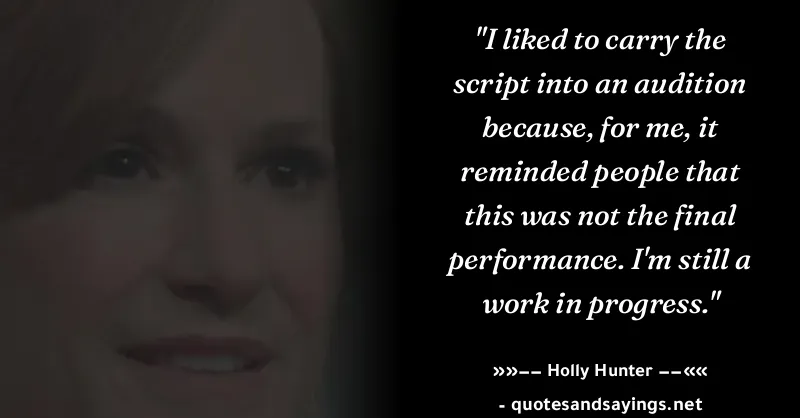 "I liked to carry the
script into an audition
because, for me, it
reminded people that
this was not the final
performance. I'm still a
work in progress."
»»−− Holly Hunter −−««
- quotesandsayings.net